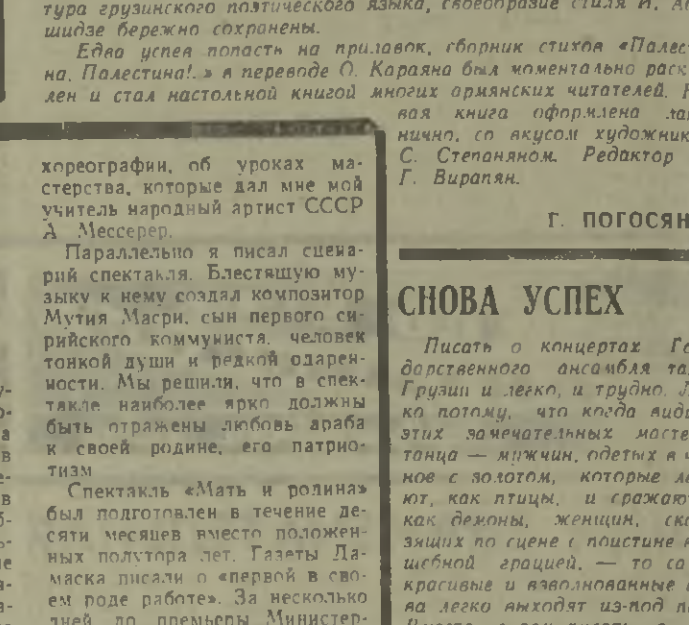 тура грузинского поэтического языка, своеобразие стиля И. Аб
шидзе бережно сохранены.
Едва успев попасть на прилавок, сборник стихов «Палест
на, Палестина!..» в переводе О. Караяна был моментально раск
лен и стал настольной книгой многих армянских читателей.
вая книга оформлена ла
нично, со вкусом художник
С. Степаняном. Редактор
Г. Вирапян.
Г. ПОГОСЯН
хореографии, об уроках ма-
стерства, которые дал мне мой
учитель народный артист СССР
А Мессерер.
Параллельно я писал сцена-
рий спектакля. Блестящую му-
зыку к нему создал композитор
Мутия Масри, сын первого си-
рийского коммуниста, человек
тонкой души и редкой одарен-
ности. Мы решили, что в спек-
такле наиболее ярко должны
быть отражены любовь араба
к своей родине, его патрио-
тизм
Спектакль «Мать и родина»
был подготовлен в течение де-
сяти месяцев вместо положен-
ных полутора лет. Газеты Да-
маска писали о «первой в сво-
ем роде работе». За несколько
дней до премьеры Министер-
СНОВА УСПЕХ
Писать о концертах Го
дарственного ансамбля та
Грузии и легко, и трудно. Л
ко потому, что когда види
этих замечательных масте
танца — мужчин, одетых в ч
ное с золотом, которые ле
ют, как птицы, и сражаю
как демоны, женщин, ско
зящих по сцене с поистине в
шебной грацией, — то са
красивые и взволнованные
ва легко выходят из-под п